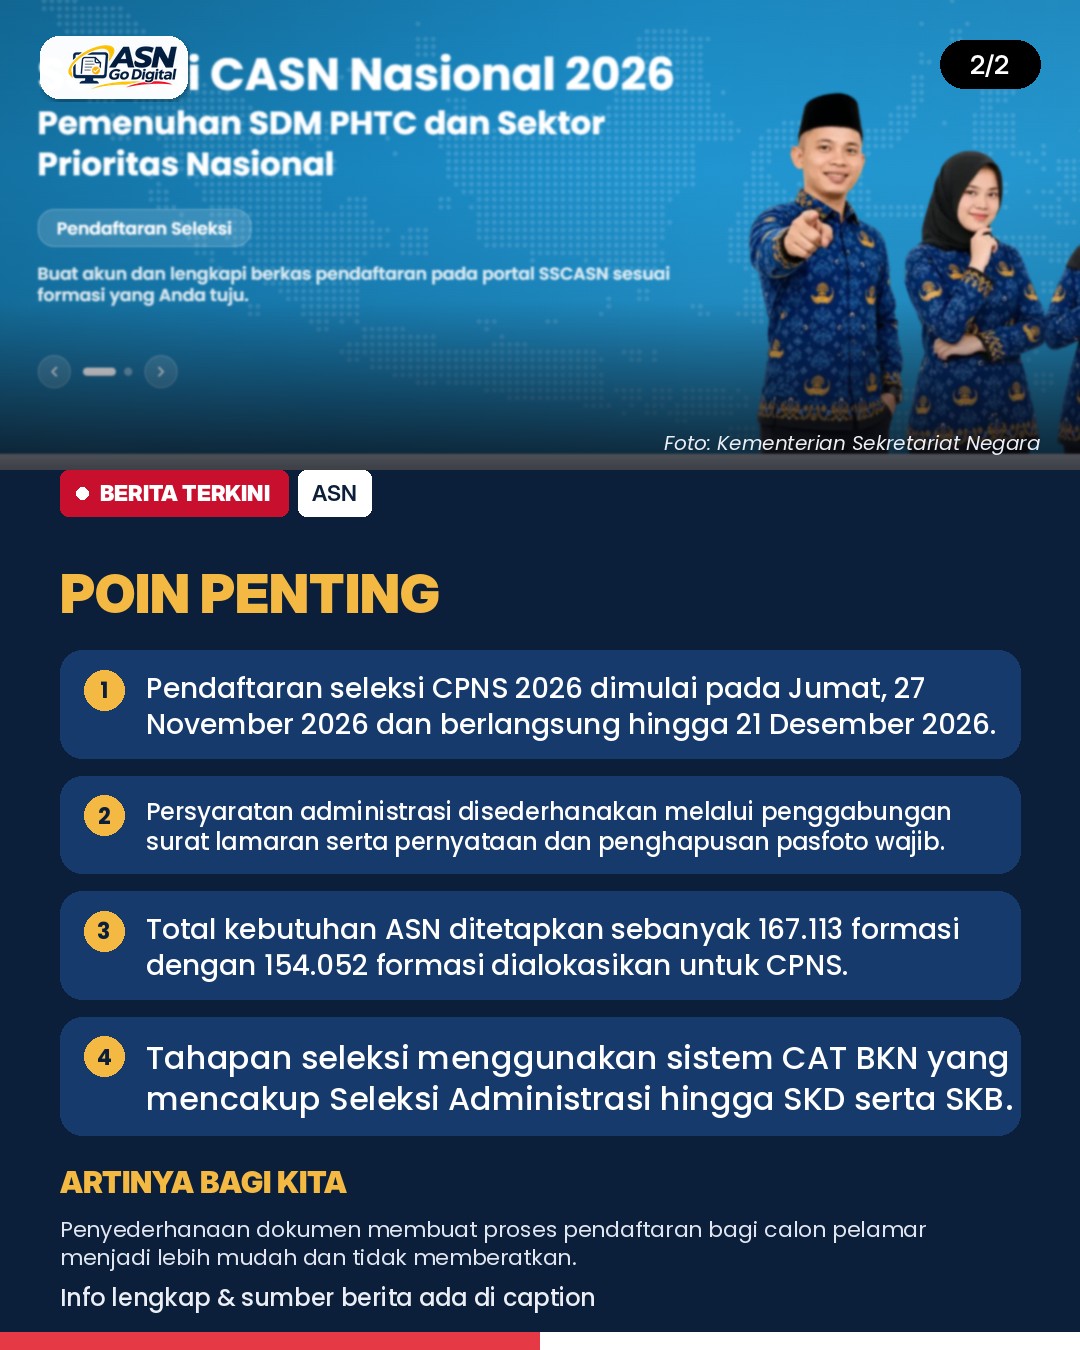 ASN
Go Digital
i CASN Nasional 2026
2/2
Pemenuhan SDM PHTC dan Sektor
Prioritas Nasional
Pendaftaran Seleksi
Buat akun dan lengkapi berkas pendaftaran pada portal SSCASN sesuai
formasi yang Anda tuju.
Foto: Kementerian Sekretariat Negara
BERITA TERKINI
ASN
POIN PENTING
1 Pendaftaran seleksi CPNS 2026 dimulai pada Jumat, 27
November 2026 dan berlangsung hingga 21 Desember 2026.
2 Persyaratan administrasi disederhanakan melalui penggabungan
surat lamaran serta pernyataan dan penghapusan pasfoto wajib.
3 Total kebutuhan ASN ditetapkan sebanyak 167.113 formasi
dengan 154.052 formasi dialokasikan untuk CPNS.
4 Tahapan seleksi menggunakan sistem CAT BKN yang
mencakup Seleksi Administrasi hingga SKD serta SKB.
ARTINYA BAGI KITA
Penyederhanaan dokumen membuat proses pendaftaran bagi calon pelamar
menjadi lebih mudah dan tidak memberatkan.
Info lengkap & sumber berita ada di caption